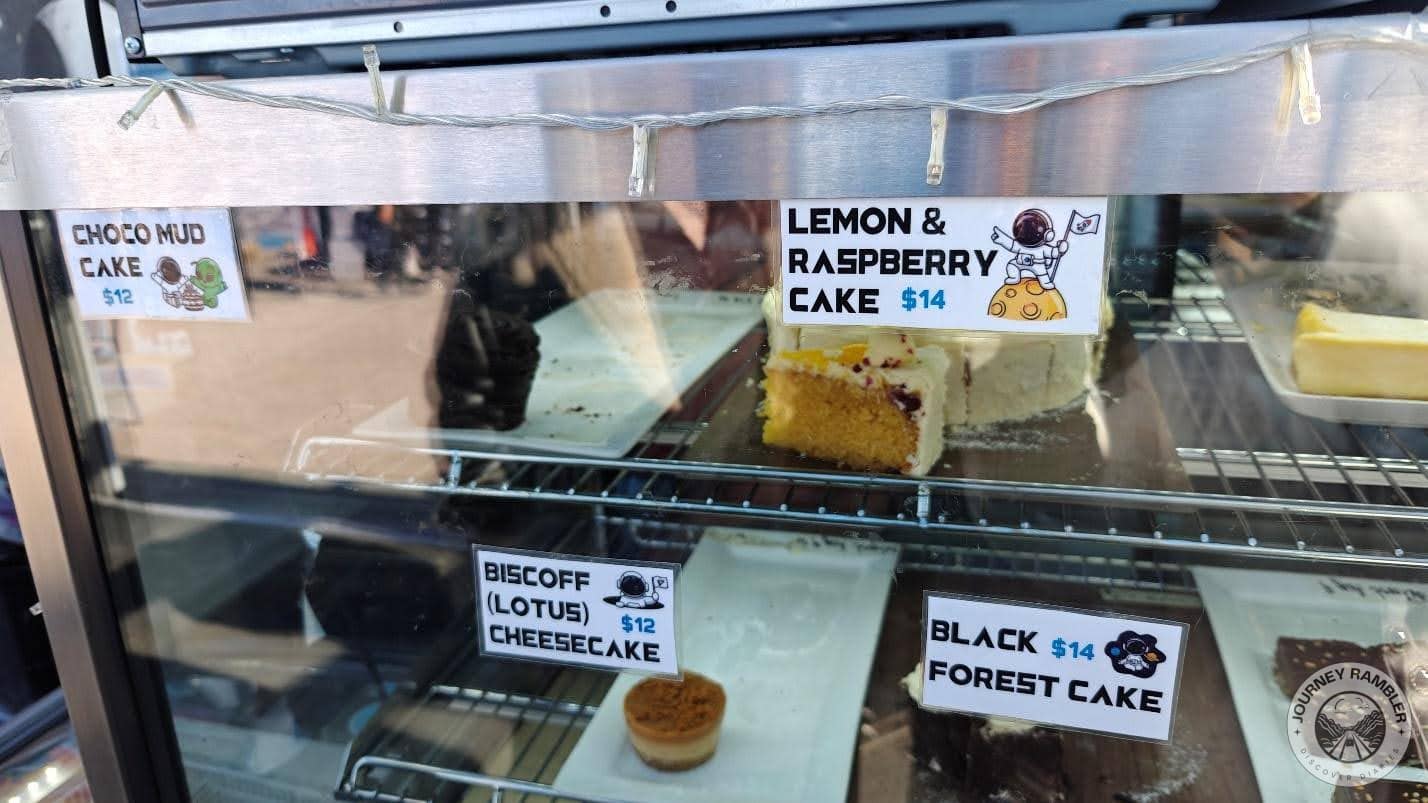 CHOCO MUD
CAKE
$12
LEMON &
RASPBERRY
CAKE $14
BISCOFF
(LOTUS) $12
CHEESECAKE
BLACK $14
FOREST CAKE
JOURNEY RAMBLER
DISCOVER DIARIES